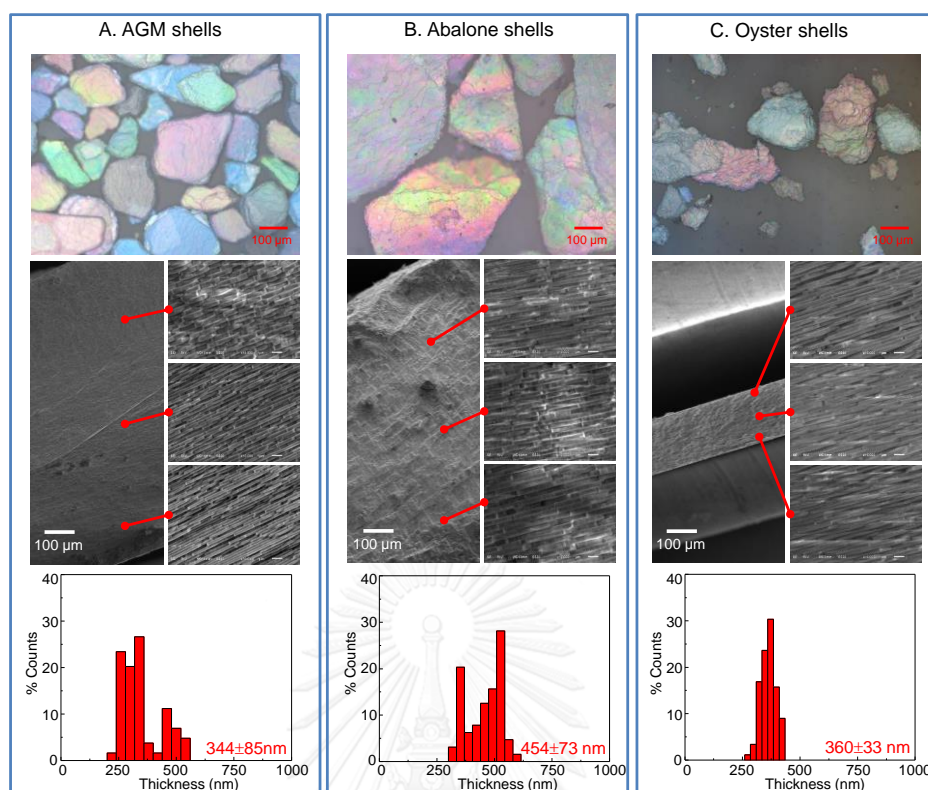 A. AGM shells
100 µm
100 µm
40
30
20
10
0
% Counts
344±85nm
0
250
500
750
1000
Thickness (nm)
B. Abalone shells
100 µm
100 µm
40
30
20
10
0
% Counts
454±73 nm
0
250
500
750
1000
Thickness (nm)
C. Oyster shells
100 µm
100 µm
40
30
20
10
0
% Counts
360±33 nm
0
250
500
750
1000
Thickness (nm)